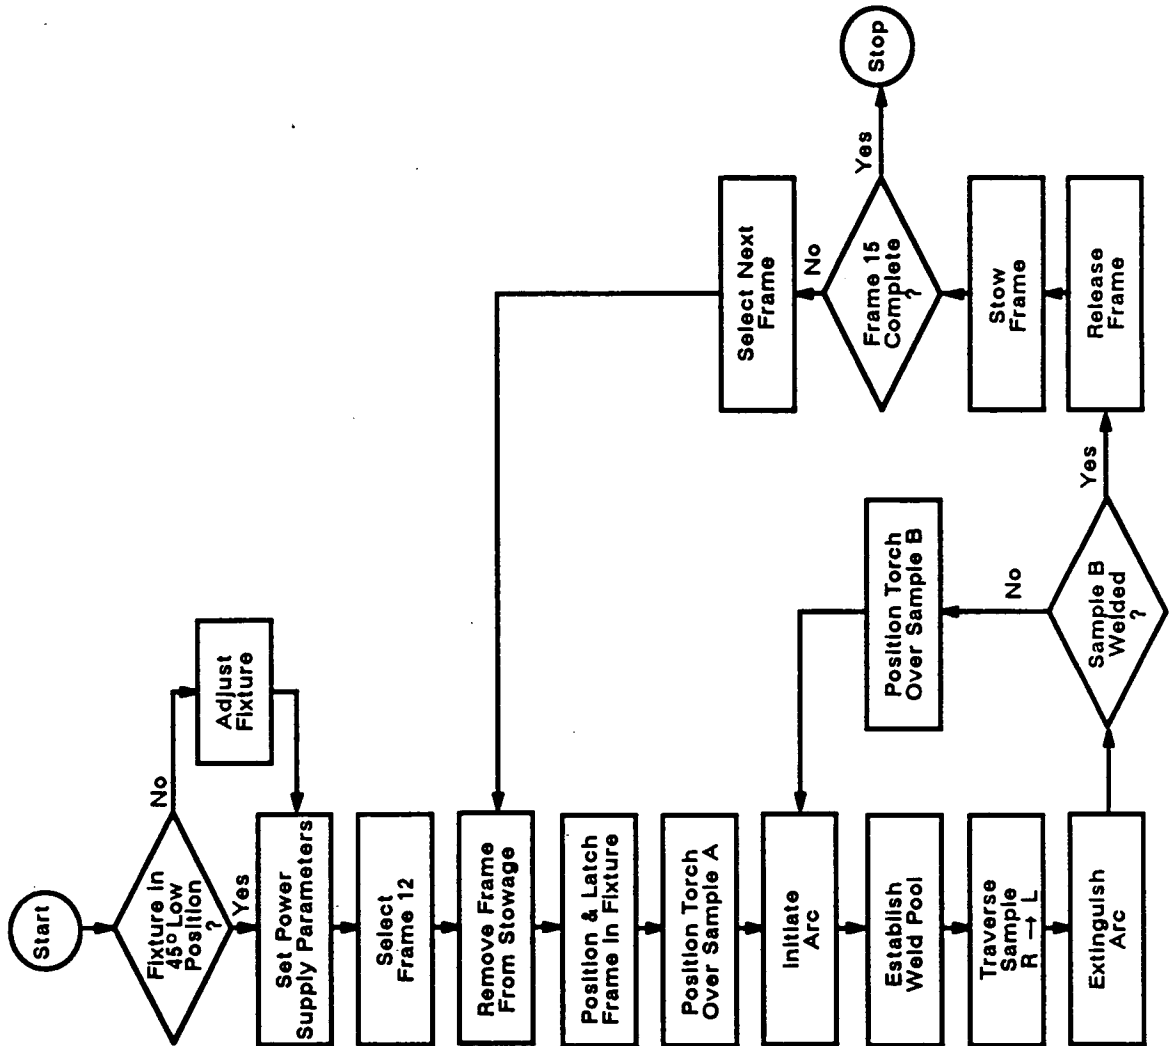 Start
Fixture In
45° Low
Position
?
No
Adjust
Fixture
Yes
Set Power
Supply Parameters
Select
Frame 12
Remove Frame
From Stowage
Position & Latch
Frame In Fixture
Position Torch
Over Sample A
Initiate
Arc
Establish
Weld Pool
Traverse
Sample
R → L
Extinguish
Arc
Sample B
Welded
?
No
Position Torch
Over Sample B
Yes
Release
Frame
Stow
Frame
Frame 15
Complete
?
No
Select Next
Frame
Yes
Stop